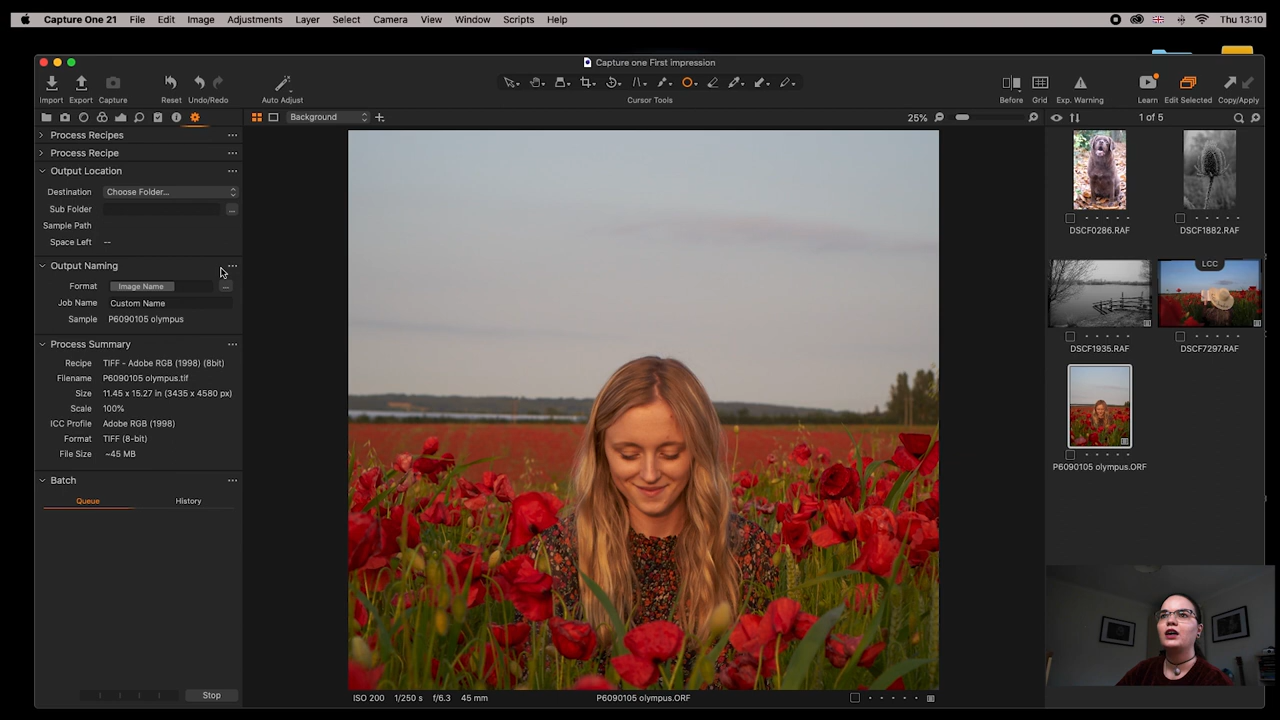 Capture One 21 File Edit Image Adjustments Layer Select Camera View Window Scripts Help Thu 13:10
Capture one First impression
Import Export Capture Reset Undo/Redo Auto Adjust Cursor Tools Before Grid Exp. Warning Learn Edit Selected Copy/Apply
Background 25% 1 of 5
Process Recipes
Process Recipe
Output Location
Destination Choose Folder...
Sub Folder
Sample Path
Space Left --
Output Naming
Format Image Name
Job Name Custom Name
Sample P6090105 olympus
Process Summary
Recipe TIFF - Adobe RGB (1998) (8bit)
Filename P6090105 olympus.tif
Size 11.45 x 15.27 in (3435 x 4580 px)
Scale 100%
ICC Profile Adobe RGB (1998)
Format TIFF (8-bit)
File Size ~45 MB
Batch
Queue History
Stop
ISO 200 1/250 s f/6.3 45 mm P6090105 olympus.ORF
DSCF0286.RAF DSCF1882.RAF
LCC
DSCF1935.RAF DSCF7297.RAF
P6090105 olympus.ORF